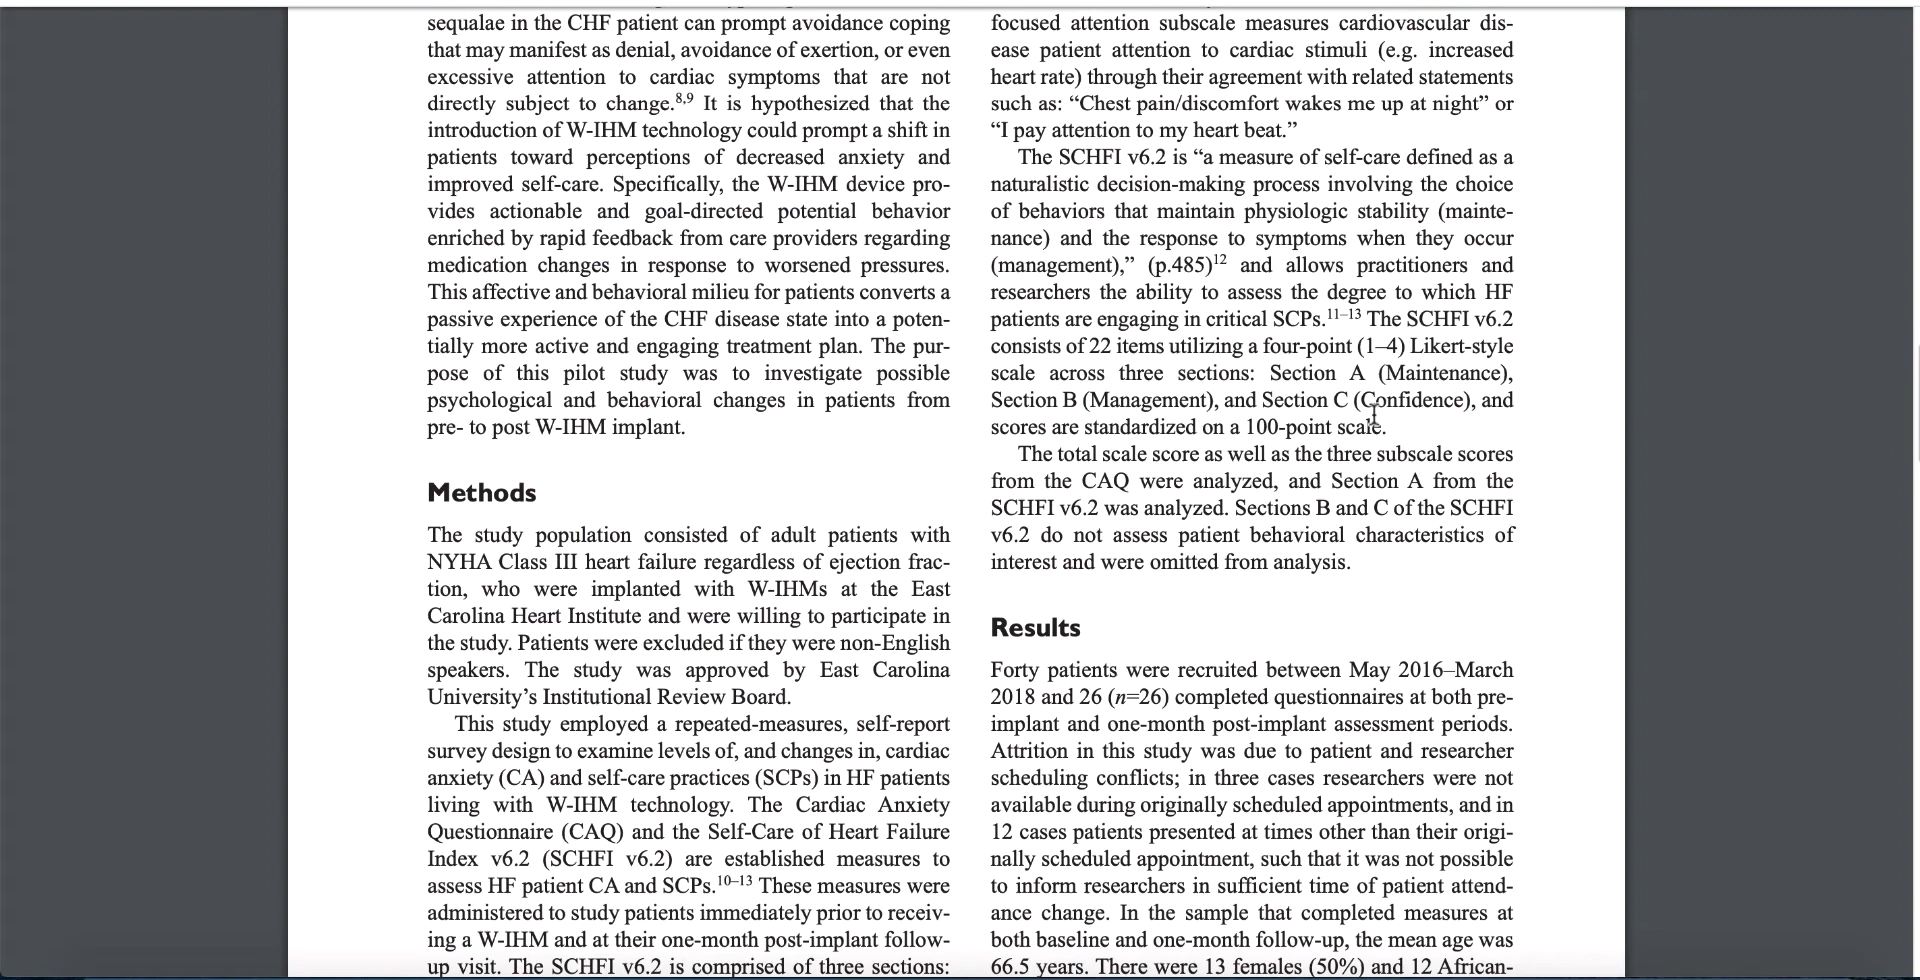 sequalae in the CHF patient can prompt avoidance coping
that may manifest as denial, avoidance of exertion, or even
excessive attention to cardiac symptoms that are not
directly subject to change.8,9 It is hypothesized that the
introduction of W-IHM technology could prompt a shift in
patients toward perceptions of decreased anxiety and
improved self-care. Specifically, the W-IHM device pro-
vides actionable and goal-directed potential behavior
enriched by rapid feedback from care providers regarding
medication changes in response to worsened pressures.
This affective and behavioral milieu for patients converts a
passive experience of the CHF disease state into a poten-
tially more active and engaging treatment plan. The pur-
pose of this pilot study was to investigate possible
psychological and behavioral changes in patients from
pre- to post W-IHM implant.
Methods
The study population consisted of adult patients with
NYHA Class III heart failure regardless of ejection frac-
tion, who were implanted with W-IHMs at the East
Carolina Heart Institute and were willing to participate in
the study. Patients were excluded if they were non-English
speakers. The study was approved by East Carolina
University’s Institutional Review Board.
This study employed a repeated-measures, self-report
survey design to examine levels of, and changes in, cardiac
anxiety (CA) and self-care practices (SCPs) in HF patients
living with W-IHM technology. The Cardiac Anxiety
Questionnaire (CAQ) and the Self-Care of Heart Failure
Index v6.2 (SCHFI v6.2) are established measures to
assess HF patient CA and SCPs.10–13 These measures were
administered to study patients immediately prior to receiv-
ing a W-IHM and at their one-month post-implant follow-
up visit. The SCHFI v6.2 is comprised of three sections:
focused attention subscale measures cardiovascular dis-
ease patient attention to cardiac stimuli (e.g. increased
heart rate) through their agreement with related statements
such as: “Chest pain/discomfort wakes me up at night” or
“I pay attention to my heart beat.”
The SCHFI v6.2 is “a measure of self-care defined as a
naturalistic decision-making process involving the choice
of behaviors that maintain physiologic stability (mainte-
nance) and the response to symptoms when they occur
(management),” (p.485)12 and allows practitioners and
researchers the ability to assess the degree to which HF
patients are engaging in critical SCPs.11–13 The SCHFI v6.2
consists of 22 items utilizing a four-point (1–4) Likert-style
scale across three sections: Section A (Maintenance),
Section B (Management), and Section C (Confidence), and
scores are standardized on a 100-point scale.
The total scale score as well as the three subscale scores
from the CAQ were analyzed, and Section A from the
SCHFI v6.2 was analyzed. Sections B and C of the SCHFI
v6.2 do not assess patient behavioral characteristics of
interest and were omitted from analysis.
Results
Forty patients were recruited between May 2016–March
2018 and 26 (n=26) completed questionnaires at both pre-
implant and one-month post-implant assessment periods.
Attrition in this study was due to patient and researcher
scheduling conflicts; in three cases researchers were not
available during originally scheduled appointments, and in
12 cases patients presented at times other than their origi-
nally scheduled appointment, such that it was not possible
to inform researchers in sufficient time of patient attend-
ance change. In the sample that completed measures at
both baseline and one-month follow-up, the mean age was
66.5 years. There were 13 females (50%) and 12 African-